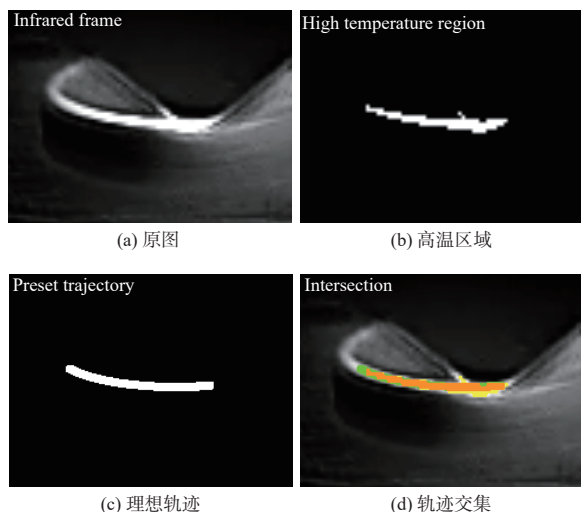 Infrared frame
High temperature region
(a) 原图
(b) 高温区域
Preset trajectory
Intersection
(c) 理想轨迹
(d) 轨迹交集